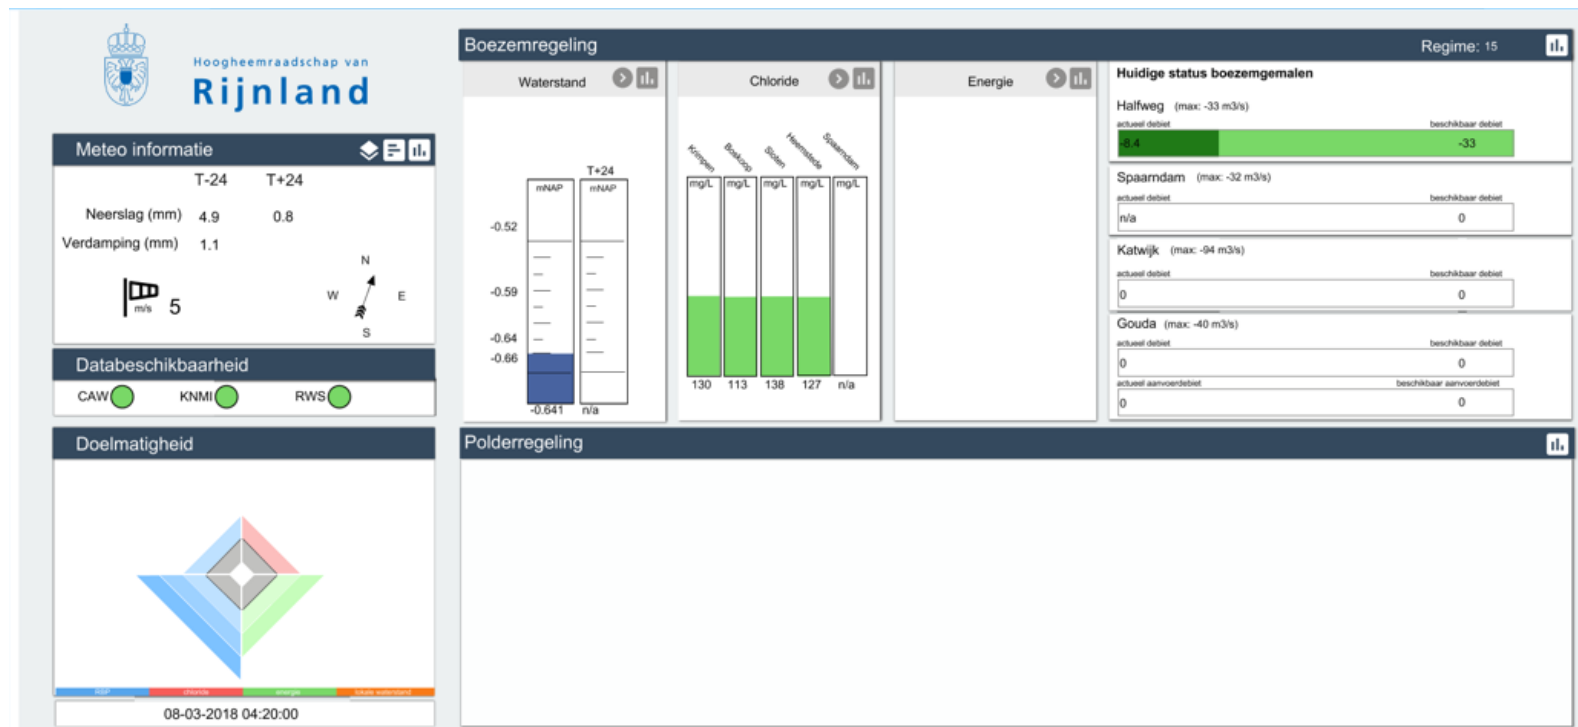 Hoogheemraadschap van
Rijnland
Meteo informatie
T-24 T+24
Neerslag (mm) 4.9 0.8
Verdamping (mm) 1.1
m/s 5
N
W E
S
Databeschikbaarheid
CAW KNMI RWS
Doelmatigheid
RBP chloride energie lokale waterstand
08-03-2018 04:20:00
Boezemregeling Regime: 15
Waterstand
T+24
mNAP mNAP
-0.52
-0.59
-0.64
-0.66
-0.641 n/a
Chloride
Krimpen Boskoop Sloten Heemstede Spaarndam
mg/L mg/L mg/L mg/L mg/L
130 113 138 127 n/a
Energie
Huidige status boezemgemalen
Halfweg (max: -33 m3/s)
actueel debiet beschikbaar debiet
-8.4 -33
Spaarndam (max: -32 m3/s)
actueel debiet beschikbaar debiet
n/a 0
Katwijk (max: -94 m3/s)
actueel debiet beschikbaar debiet
0 0
Gouda (max: -40 m3/s)
actueel debiet beschikbaar debiet
0 0
actueel aanvoerdebiet beschikbaar aanvoerdebiet
0 0
Polderregeling